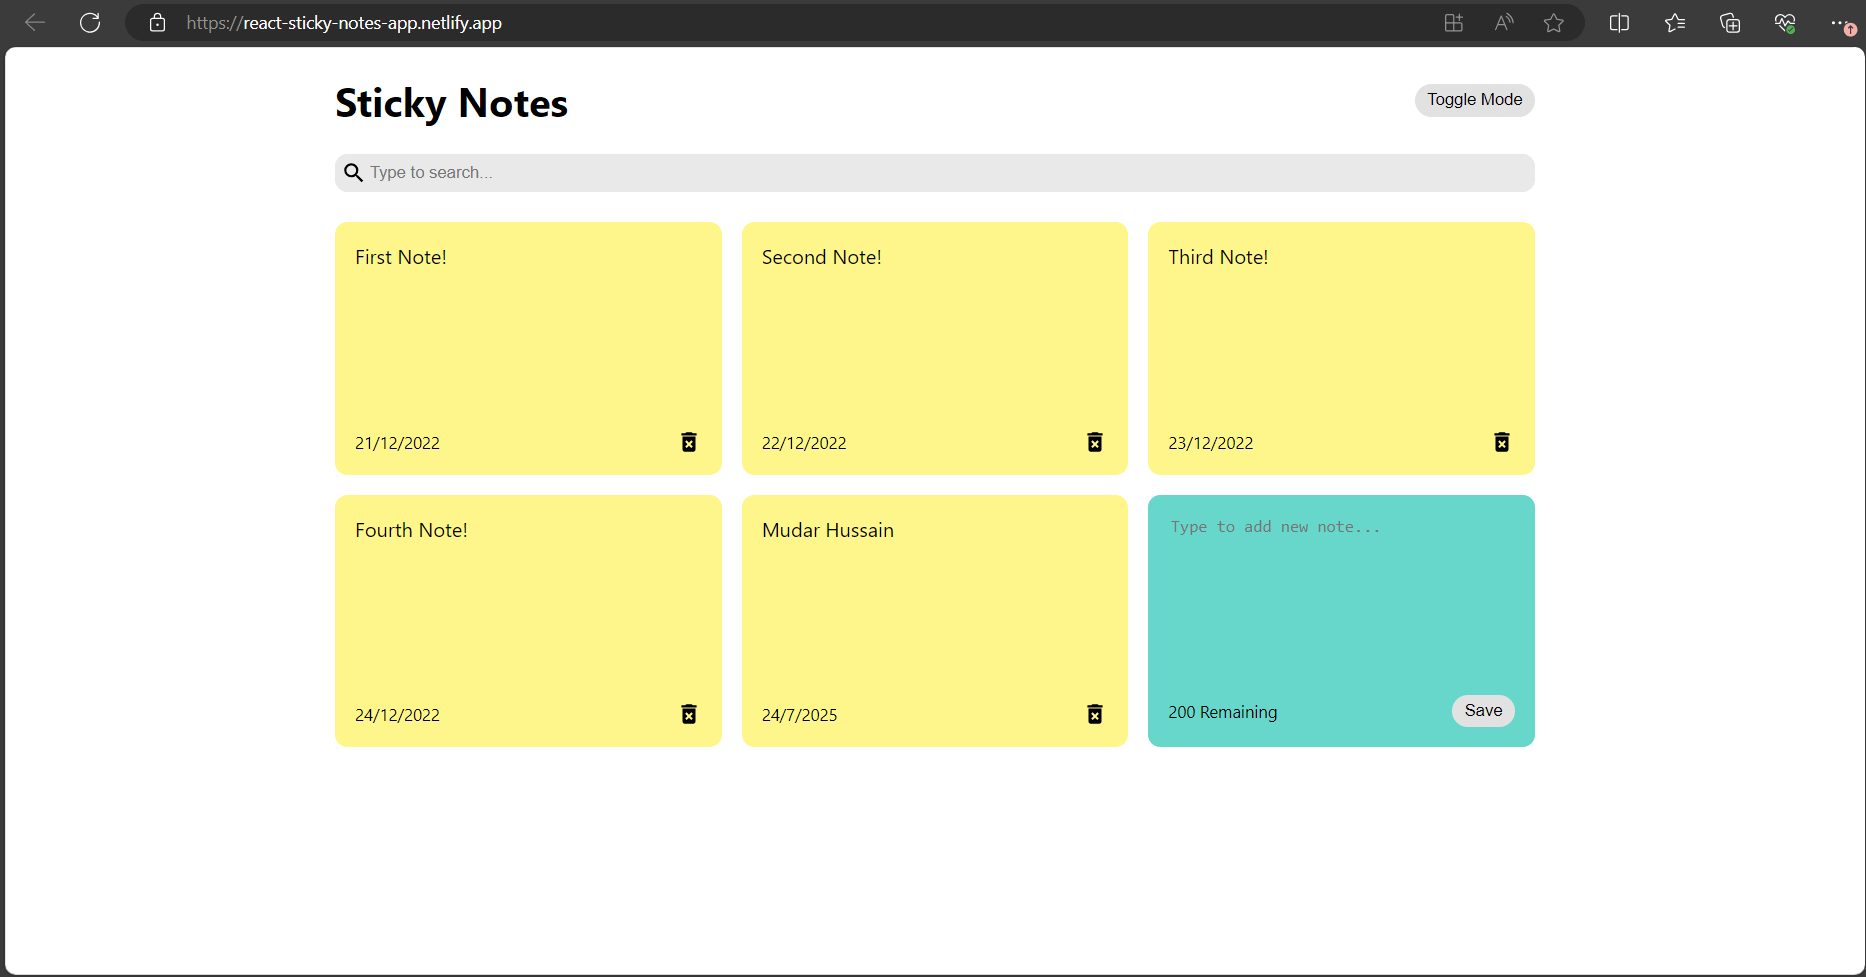 https://react-sticky-notes-app.netlify.app
Sticky Notes
Toggle Mode
Type to search...
First Note!
Second Note!
Third Note!
21/12/2022
22/12/2022
23/12/2022
Fourth Note!
Mudar Hussain
Type to add new note...
24/12/2022
24/7/2025
200 Remaining
Save